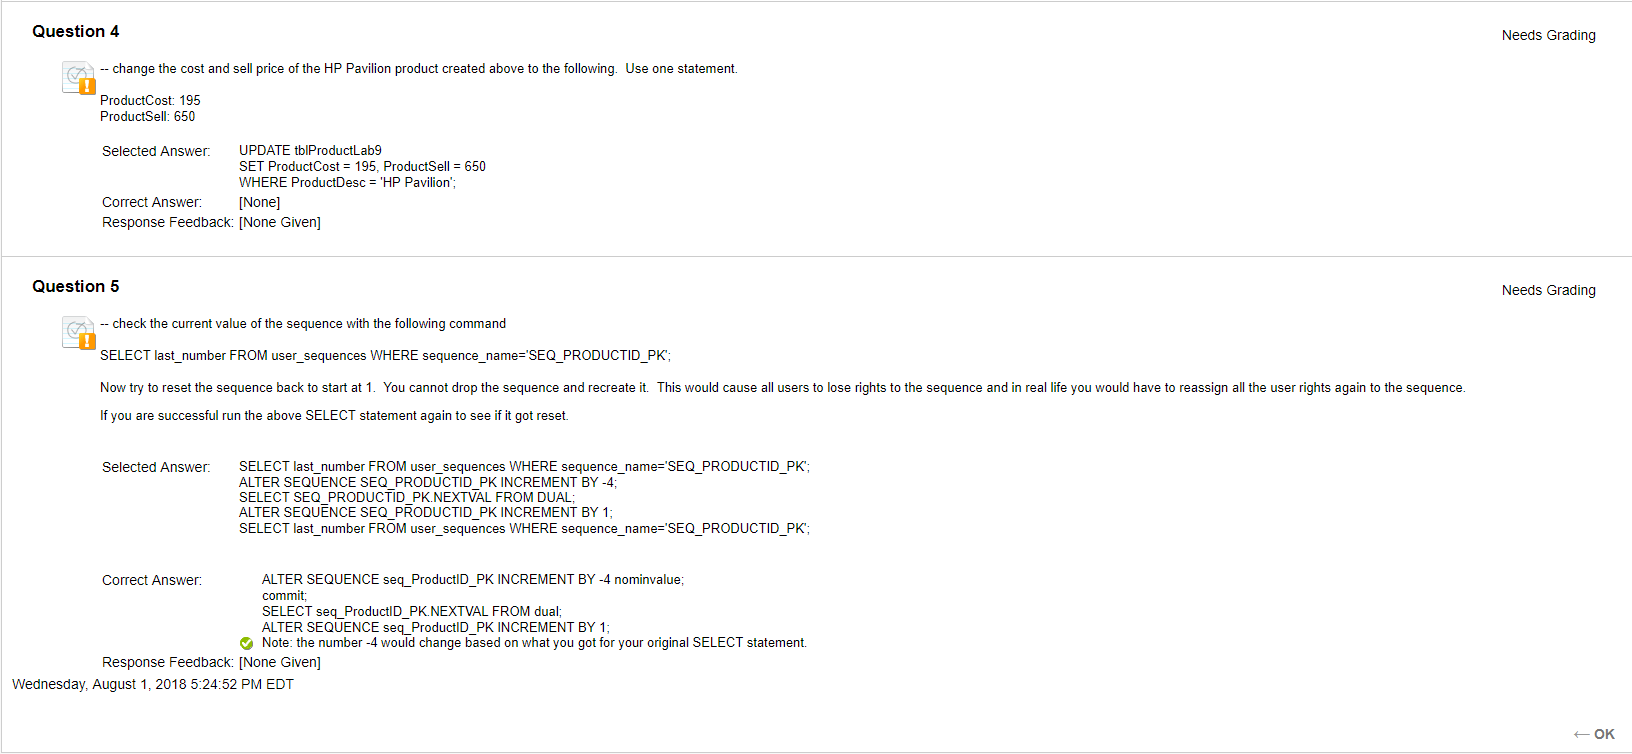 Question 4
Needs Grading
-- change the cost and sell price of the HP Pavilion product created above to the following.  Use one statement.
ProductCost: 195
ProductSell: 650
Selected Answer:
UPDATE tblProductLab9
SET ProductCost = 195, ProductSell = 650
WHERE ProductDesc = 'HP Pavilion';
Correct Answer:
[None]
Response Feedback: [None Given]
Question 5
Needs Grading
-- check the current value of the sequence with the following command
SELECT last_number FROM user_sequences WHERE sequence_name='SEQ_PRODUCTID_PK';
Now try to reset the sequence back to start at 1.  You cannot drop the sequence and recreate it.  This would cause all users to lose rights to the sequence and in real life you would have to reassign all the user rights again to the sequence.
If you are successful run the above SELECT statement again to see if it got reset.
Selected Answer:
SELECT last_number FROM user_sequences WHERE sequence_name='SEQ_PRODUCTID_PK';
ALTER SEQUENCE SEQ_PRODUCTID_PK INCREMENT BY -4;
SELECT SEQ_PRODUCTID_PK.NEXTVAL FROM DUAL;
ALTER SEQUENCE SEQ_PRODUCTID_PK INCREMENT BY 1;
SELECT last_number FROM user_sequences WHERE sequence_name='SEQ_PRODUCTID_PK';
Correct Answer:
ALTER SEQUENCE seq_ProductID_PK INCREMENT BY -4 nominvalue;
commit;
SELECT seq_ProductID_PK.NEXTVAL FROM dual;
ALTER SEQUENCE seq_ProductID_PK INCREMENT BY 1;
Note: the number -4 would change based on what you got for your original SELECT statement.
Response Feedback: [None Given]
Wednesday, August 1, 2018 5:24:52 PM EDT
← OK